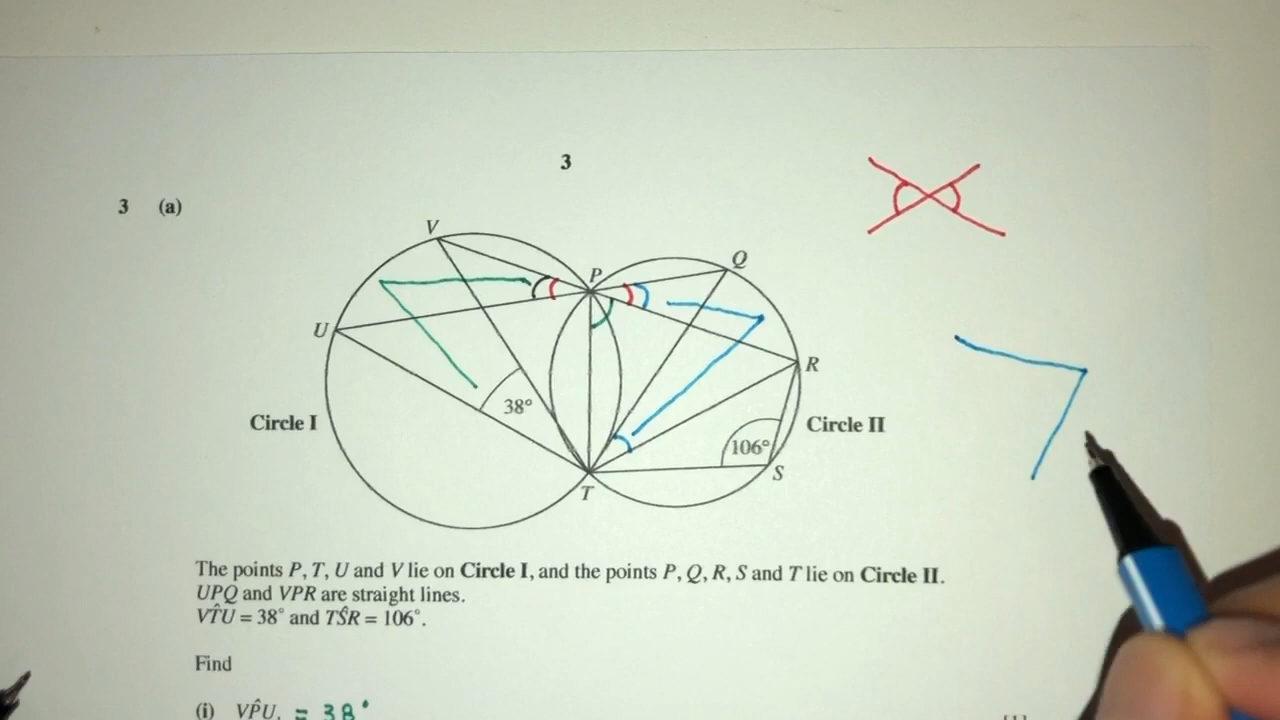 3
3 (a)
V
Q
P
U
R
38°
Circle I
Circle II
106°
S
T
The points P, T, U and V lie on Circle I, and the points P, Q, R, S and T lie on Circle II.
UPQ and VPR are straight lines.
VT̂U = 38° and TŜR = 106°.
Find
(i) VP̂U. = 38°